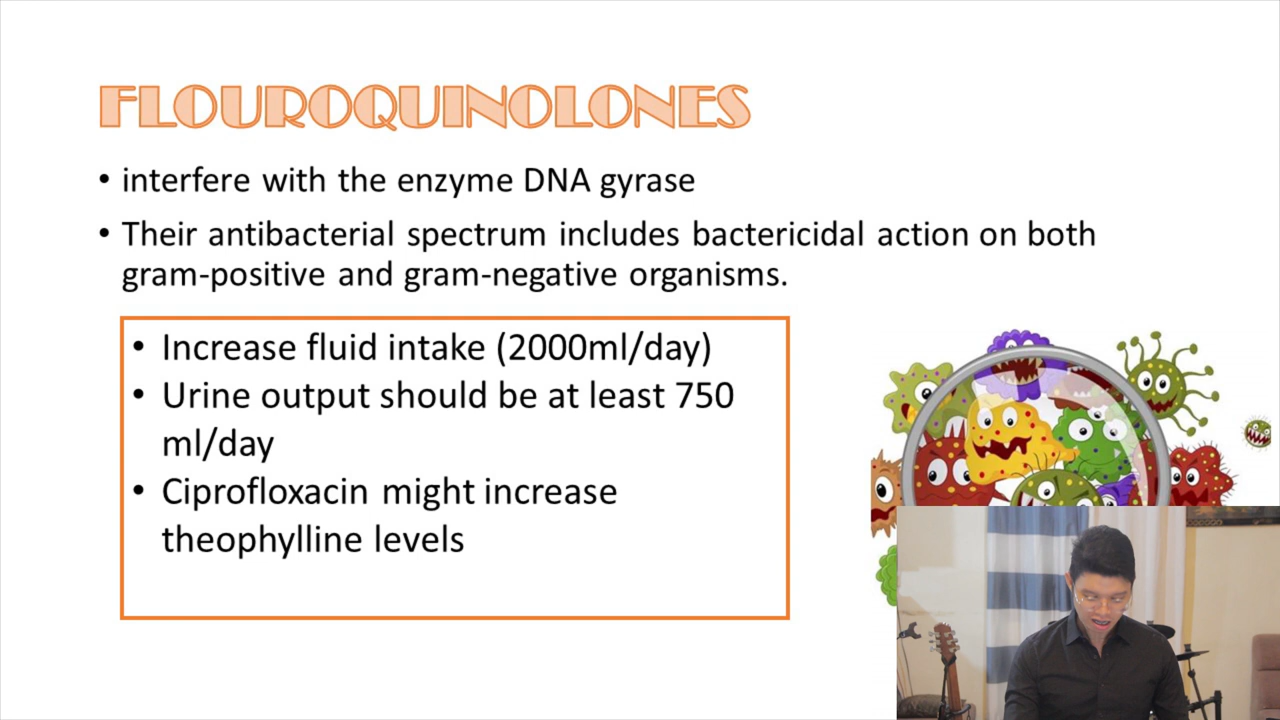 FLOUROQUINOLONES
• interfere with the enzyme DNA gyrase
• Their antibacterial spectrum includes bactericidal action on both
gram-positive and gram-negative organisms.
• Increase fluid intake (2000ml/day)
• Urine output should be at least 750
ml/day
• Ciprofloxacin might increase
theophylline levels